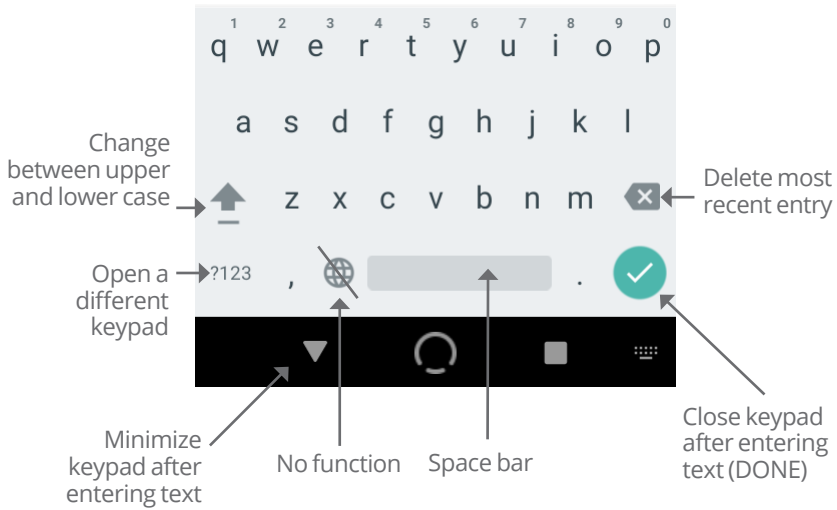 1 2 3 4 5 6 7 8 9 0
q w e r t y u i o p
a s d f g h j k l
Change
between upper
and lower case
z x c v b n m
Delete most
recent entry
Open a
different
keypad
?123 , .
Minimize
keypad after
entering text
No function
Space bar
Close keypad
after entering
text (DONE)